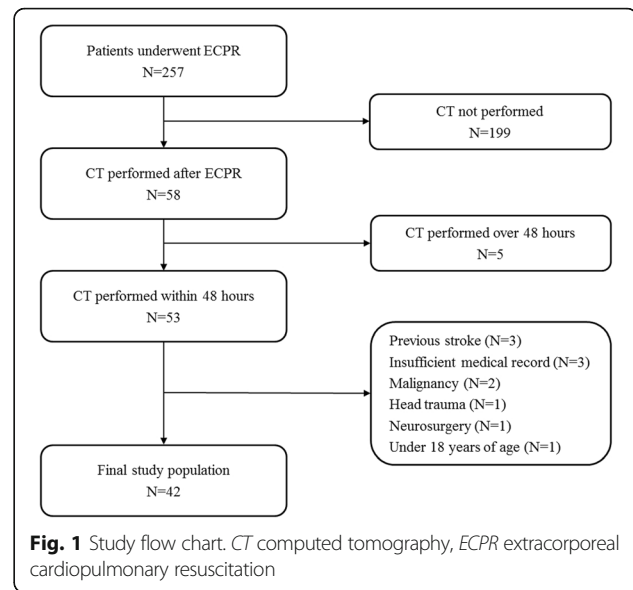 Patients underwent ECPR
N=257
CT not performed
N=199
CT performed after ECPR
N=58
CT performed over 48 hours
N=5
CT performed within 48 hours
N=53
Previous stroke (N=3)
Insufficient medical record (N=3)
Malignancy (N=2)
Head trauma (N=1)
Neurosurgery (N=1)
Under 18 years of age (N=1)
Final study population
N=42
Fig. 1 Study flow chart. CT computed tomography, ECPR extracorporeal
cardiopulmonary resuscitation